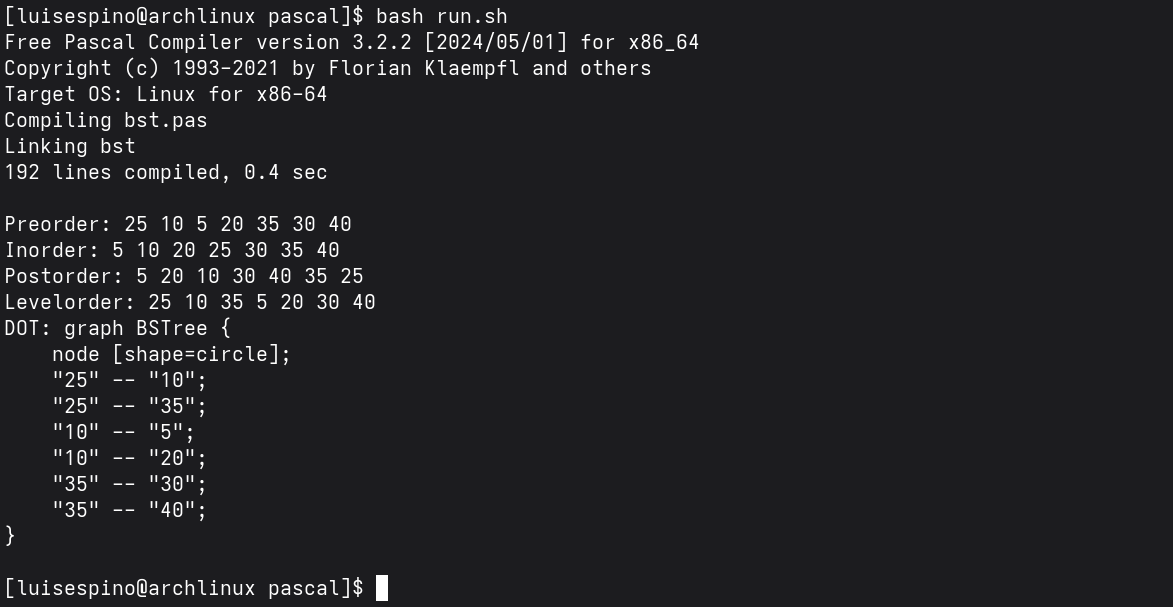 [luisespino@archlinux pascal]$ bash run.sh
Free Pascal Compiler version 3.2.2 [2024/05/01] for x86_64
Copyright (c) 1993-2021 by Florian Klaempfl and others
Target OS: Linux for x86-64
Compiling bst.pas
Linking bst
192 lines compiled, 0.4 sec

Preorder: 25 10 5 20 35 30 40
Inorder: 5 10 20 25 30 35 40
Postorder: 5 20 10 30 40 35 25
Levelorder: 25 10 35 5 20 30 40
DOT: graph BSTree {
    node [shape=circle];
    "25" -- "10";
    "25" -- "35";
    "10" -- "5";
    "10" -- "20";
    "35" -- "30";
    "35" -- "40";
}

[luisespino@archlinux pascal]$